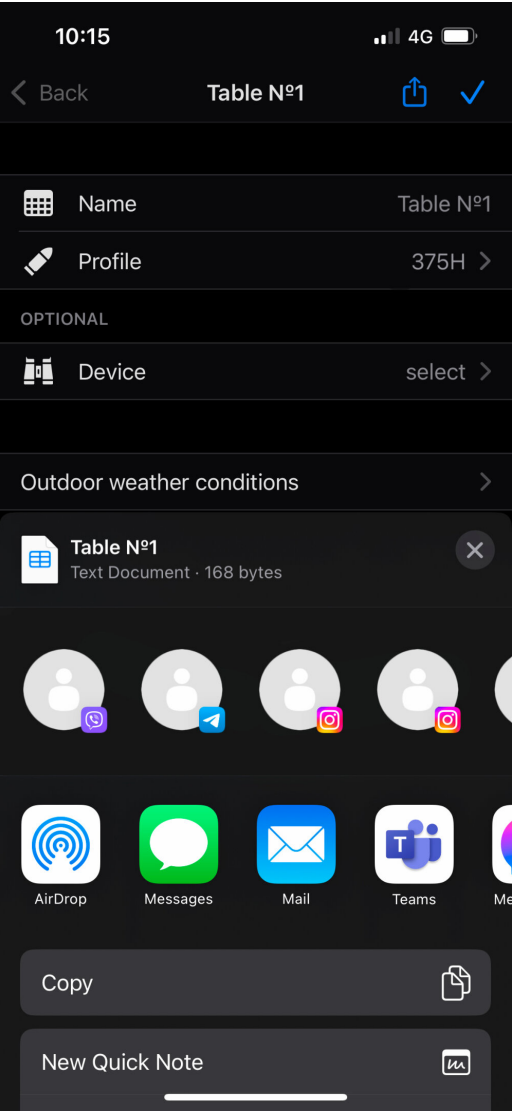 10:15
4G
Back
Table Nº1
Name
Table Nº1
Profile
375H
OPTIONAL
Device
select
Outdoor weather conditions
Table Nº1
Text Document · 168 bytes
AirDrop
Messages
Mail
T
Teams
Me
Copy
New Quick Note